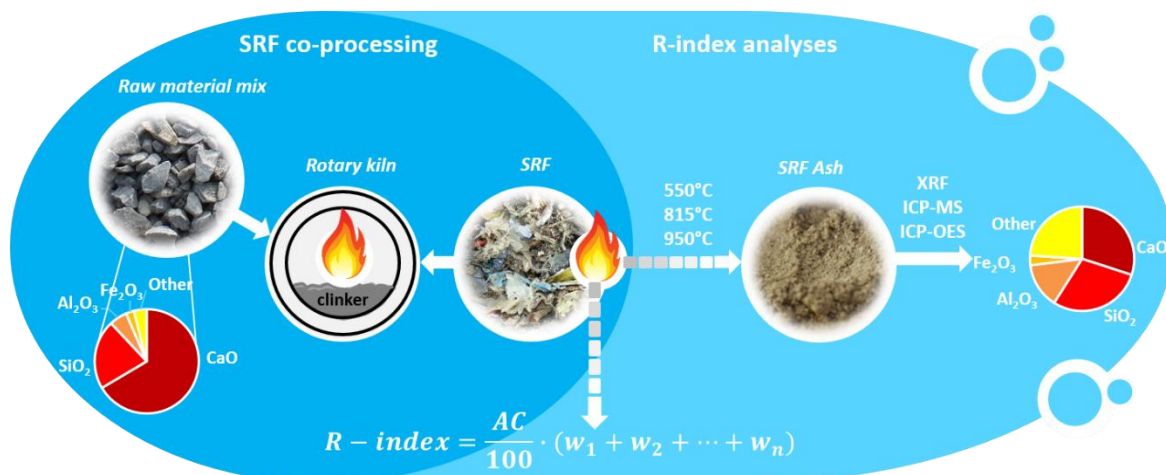 SRF co-processing
R-index analyses
Raw material mix
Rotary kiln
SRF
SRF Ash
550°C
815°C
950°C
XRF
ICP-MS
ICP-OES
clinker
Al₂O₃
Fe₂O₃
Other
SiO₂
CaO
Other
Fe₂O₃
Al₂O₃
CaO
SiO₂
R − index = AC/100 · (w₁ + w₂ + ⋯ + wₙ)